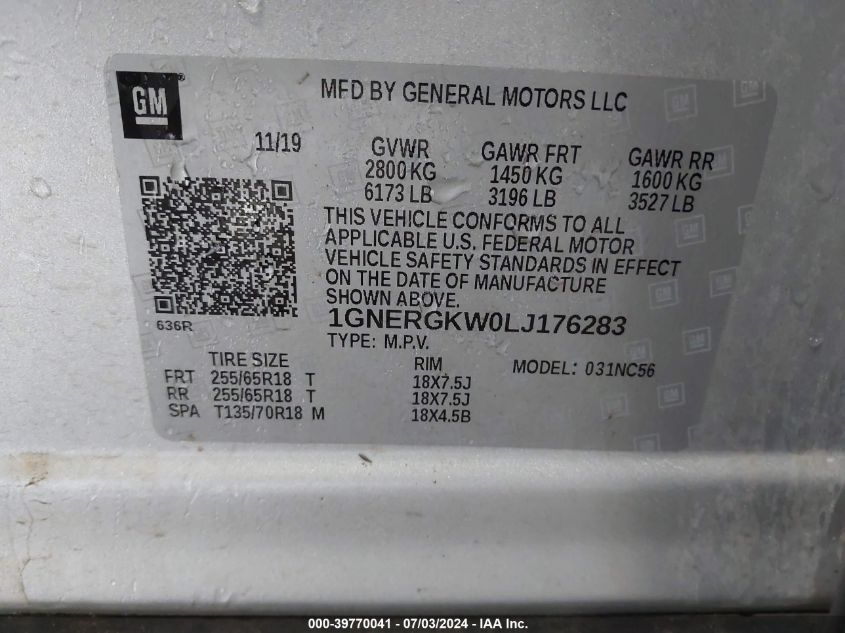 GM
MFD BY GENERAL MOTORS LLC
11/19
GVWR GAWR FRT GAWR RR
2800 KG 1450 KG 1600 KG
6173 LB 3196 LB 3527 LB
THIS VEHICLE CONFORMS TO ALL
APPLICABLE U.S. FEDERAL MOTOR
VEHICLE SAFETY STANDARDS IN EFFECT
ON THE DATE OF MANUFACTURE
SHOWN ABOVE.
636R
1GNERGKW0LJ176283
TYPE: M.P.V.
TIRE SIZE RIM MODEL: 031NC56
FRT 255/65R18 T 18X7.5J
RR 255/65R18 T 18X7.5J
SPA T135/70R18 M 18X4.5B
000-39770041 - 07/03/2024 - IAA Inc.